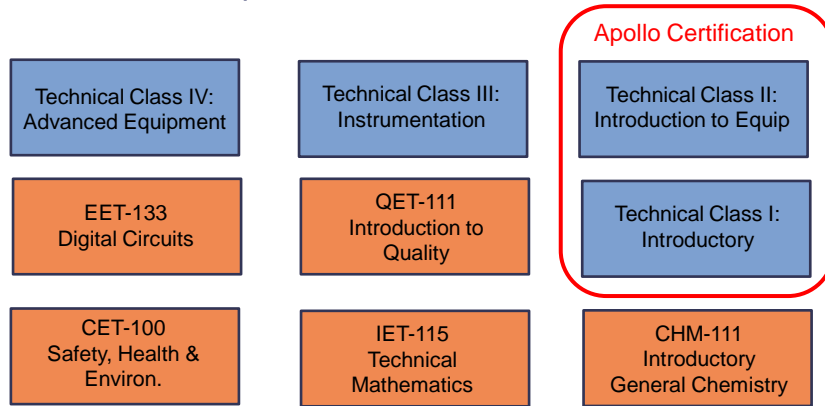 Apollo Certification
Technical Class IV:
Advanced Equipment
Technical Class III:
Instrumentation
Technical Class II:
Introduction to Equip
EET-133
Digital Circuits
QET-111
Introduction to
Quality
Technical Class I:
Introductory
CET-100
Safety, Health &
Environ.
IET-115
Technical
Mathematics
CHM-111
Introductory
General Chemistry